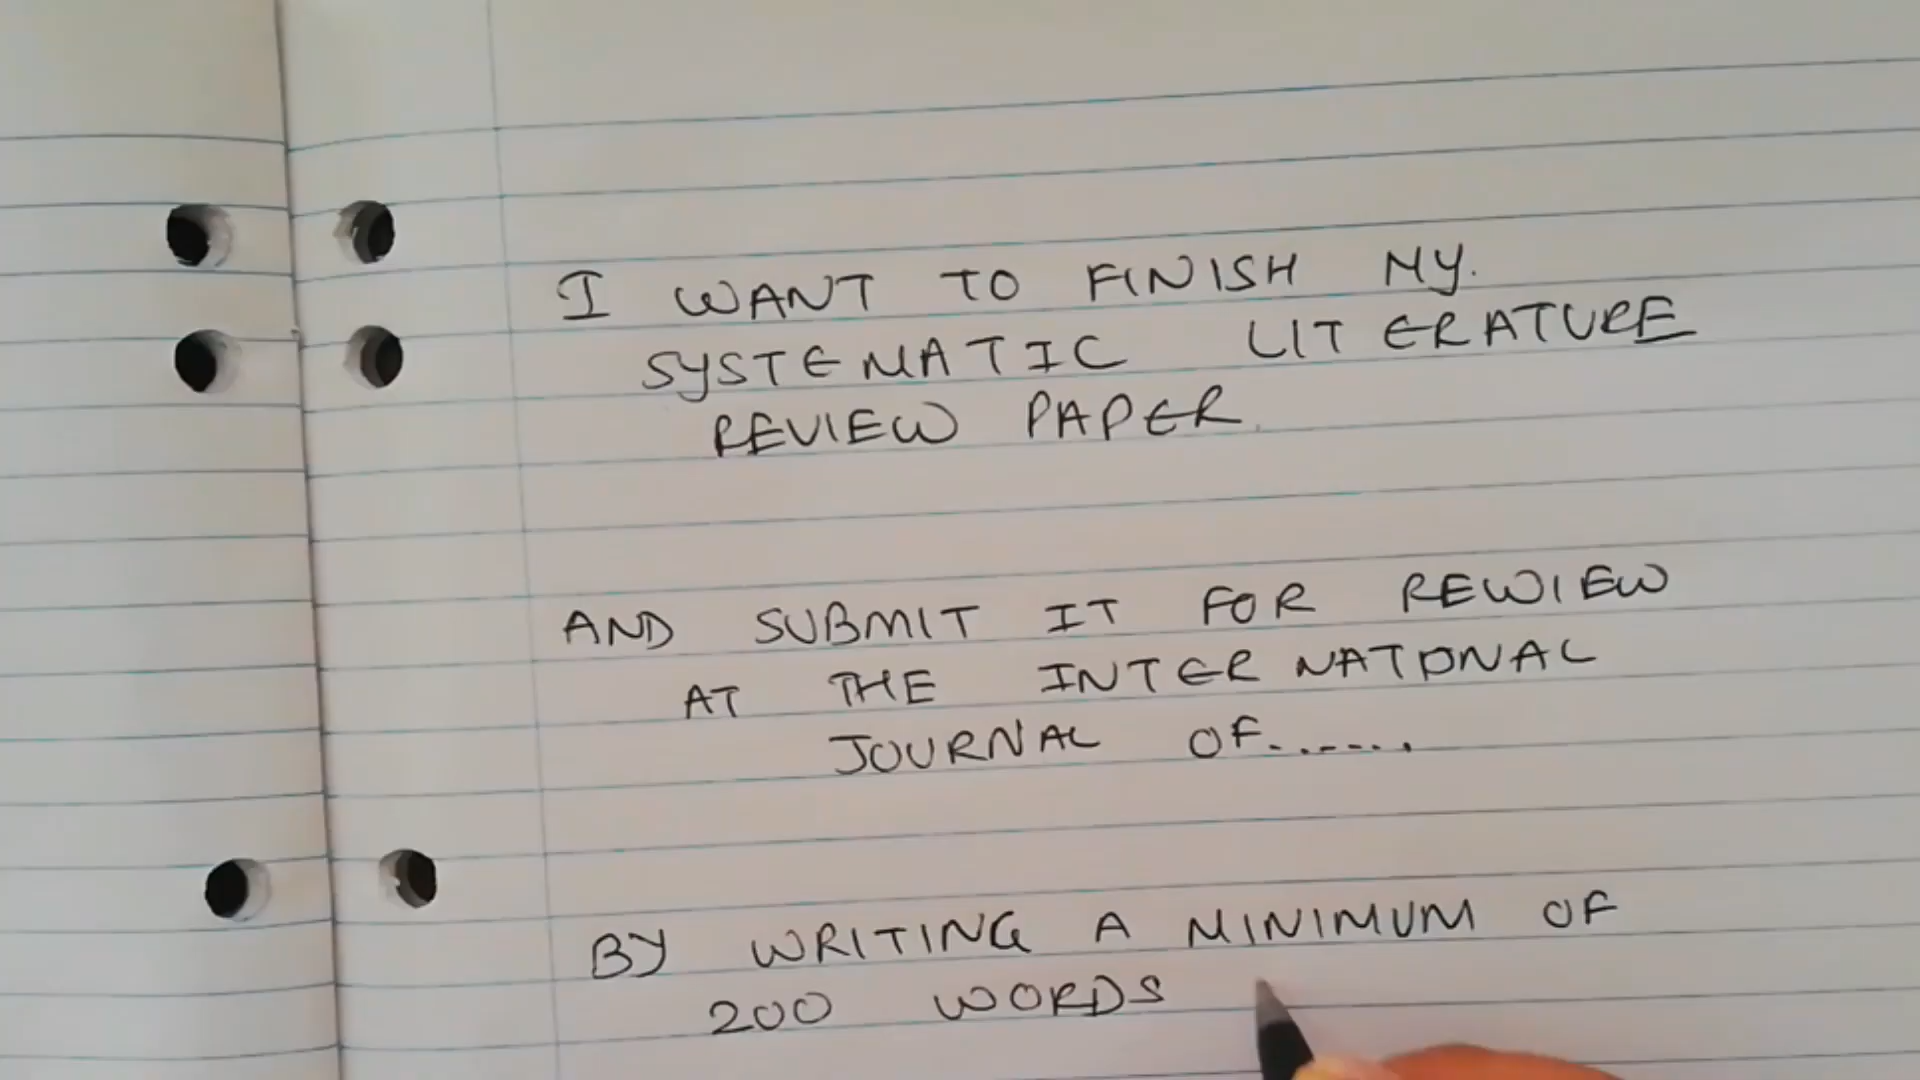 I WANT TO FINISH MY.
SYSTEMATIC LITERATURE
REVIEW PAPER.
AND SUBMIT IT FOR REWIEW
AT THE INTERNATIONAL
JOURNAL OF.......
BY WRITING A MINIMUM OF
200 WORDS